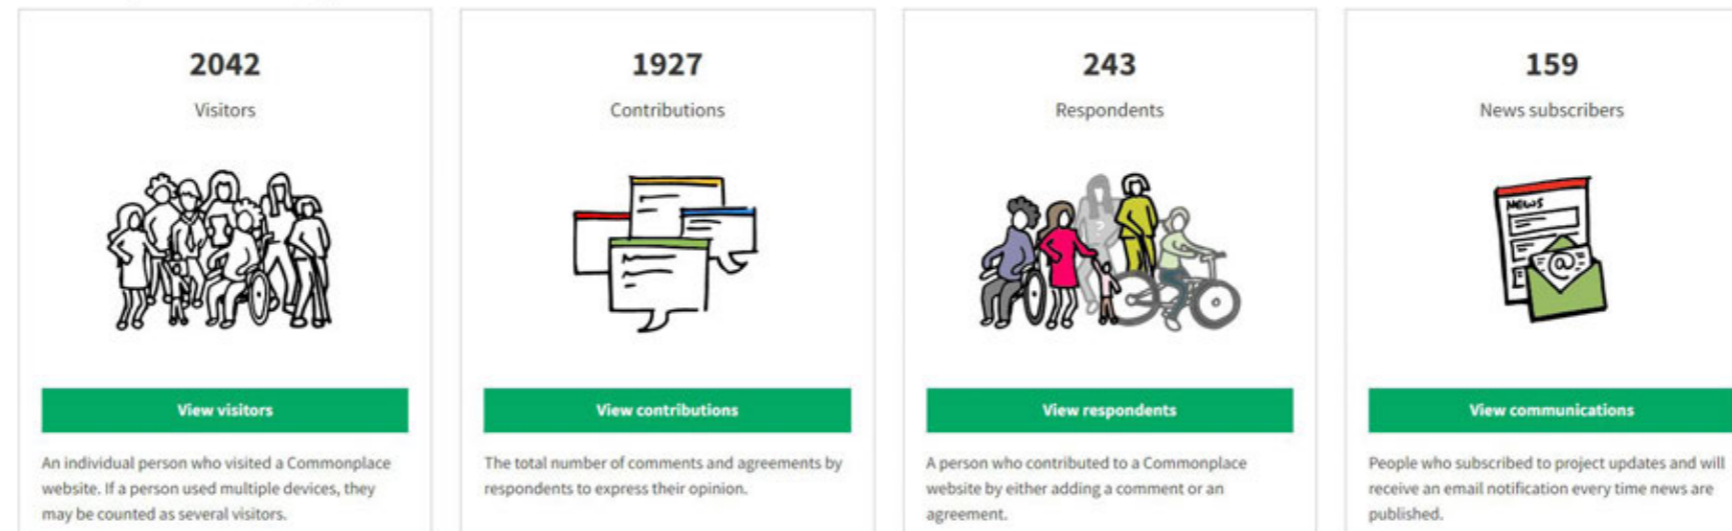 2042
Visitors
View visitors
An individual person who visited a Commonplace
website. If a person used multiple devices, they
may be counted as several visitors.
1927
Contributions
View contributions
The total number of comments and agreements by
respondents to express their opinion.
243
Respondents
View respondents
A person who contributed to a Commonplace
website by either adding a comment or an
agreement.
159
News subscribers
NEWS
@
View communications
People who subscribed to project updates and will
receive an email notification every time news are
published.